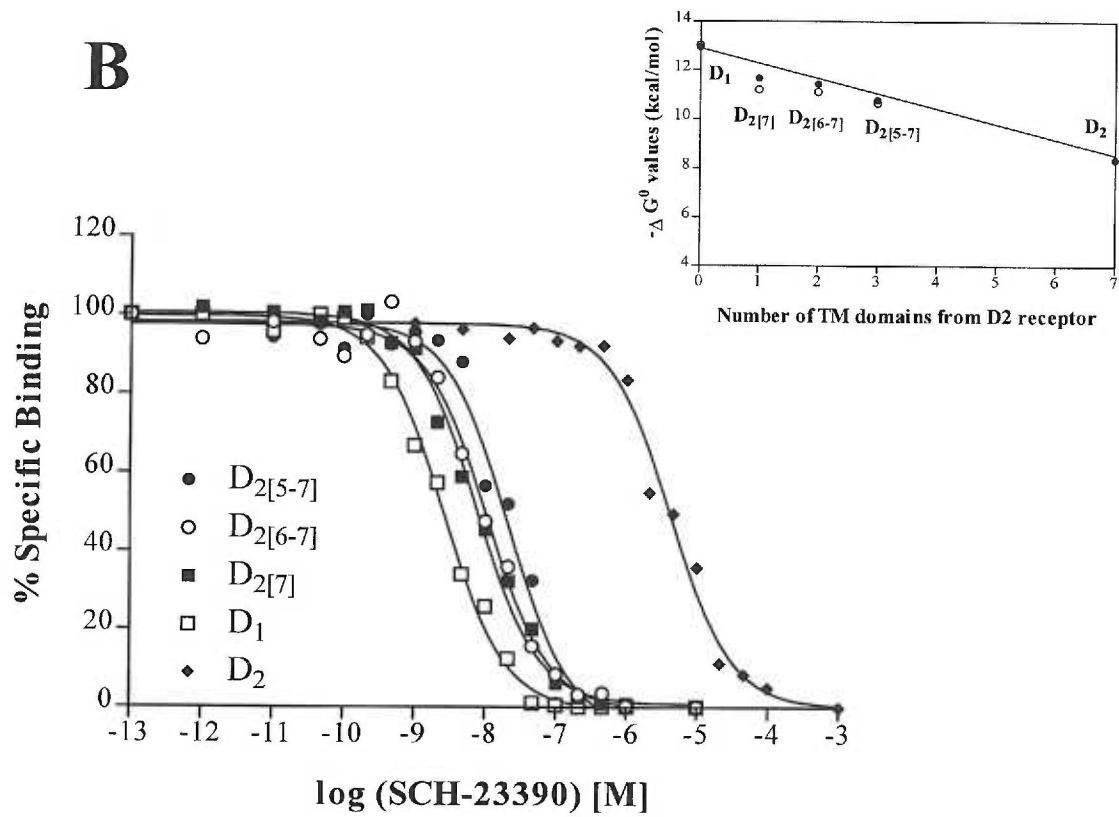 B
14
12
10
8
6
4
-Δ G⁰ values (kcal/mol)
D₁
D₂[7]
D₂[6-7]
D₂[5-7]
D₂
0 1 2 3 4 5 6 7
Number of TM domains from D2 receptor
120
100
80
60
40
20
0
% Specific Binding
D₂[5-7]
D₂[6-7]
D₂[7]
D₁
D₂
-13 -12 -11 -10 -9 -8 -7 -6 -5 -4 -3
log (SCH-23390) [M]